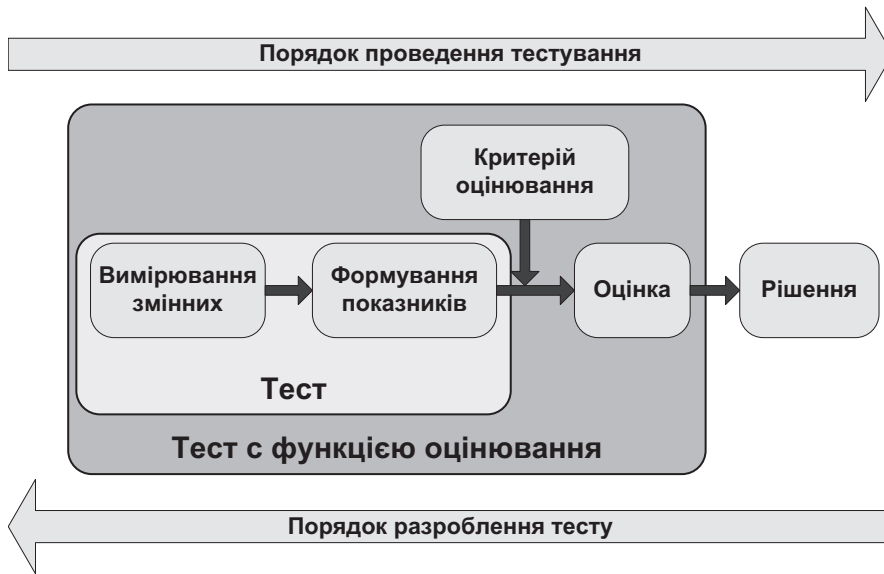 Порядок проведення тестування
Критерій
оцінювання
Вимірювання
змінних
Формування
показників
Оцінка
Рішення
Тест
Тест с функцією оцінювання
Порядок разроблення тесту